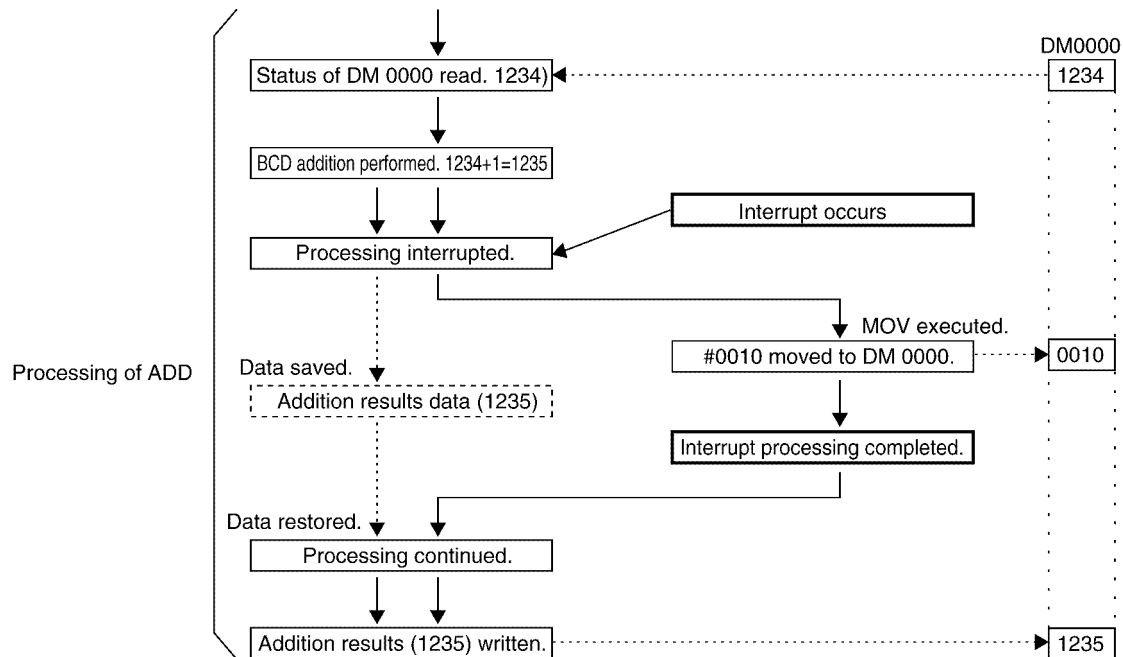 DM0000
Status of DM 0000 read. 1234)
1234
BCD addition performed. 1234+1=1235
Interrupt occurs
Processing interrupted.
MOV executed.
#0010 moved to DM 0000.
0010
Processing of ADD
Data saved.
Addition results data (1235)
Interrupt processing completed.
Data restored.
Processing continued.
Addition results (1235) written.
1235